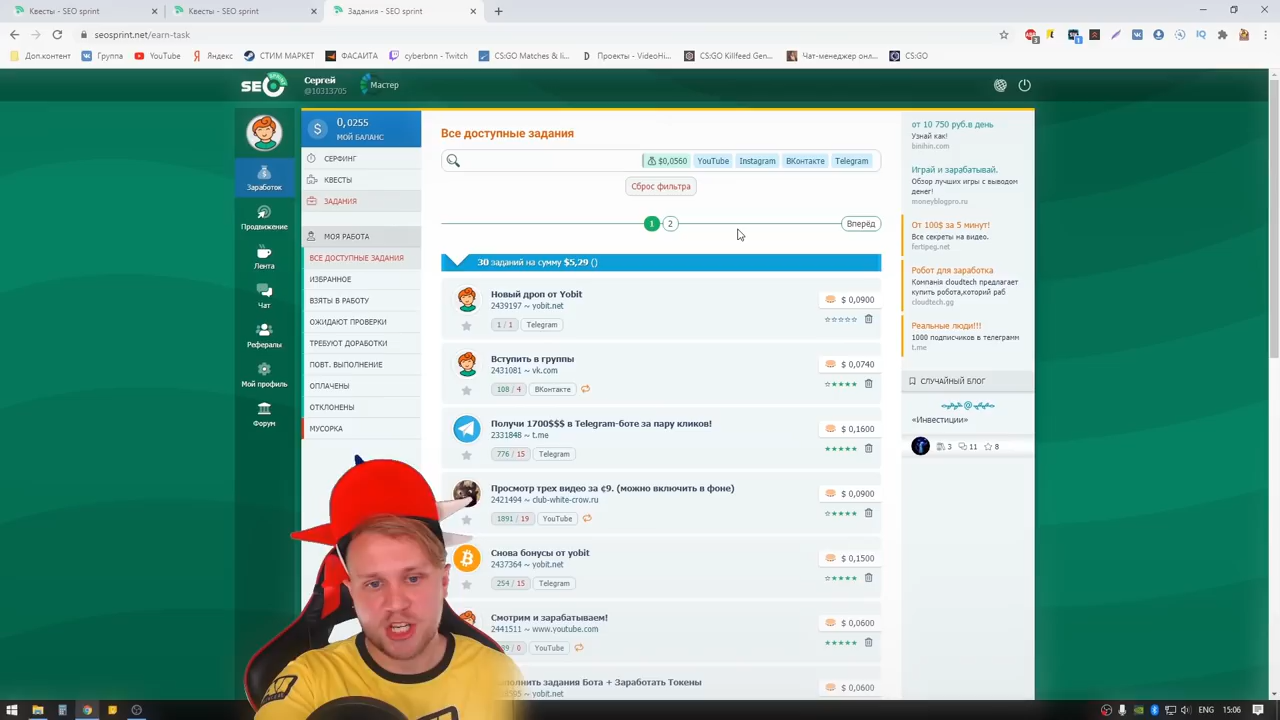 Квесты - SEO sprint
Квесты - SEO sprint
Задания - SEO sprint
seosprint.net/earn-task
Доп.контент
Группа
YouTube
Яндекс
СТИМ МАРКЕТ
ФАСАИТА
cyberbnn - Twitch
CS:GO Matches & li...
Проекты - VideoHi...
CS:GO Killfeed Gen...
Чат-менеджер онл...
CS:GO
SEO
Сергей
@10313705
Мастер
Заработок
Продвижение
Лента
Чат
Рефералы
Мой профиль
Форум
0,0255
МОЙ БАЛАНС
СЕРФИНГ
КВЕСТЫ
ЗАДАНИЯ
МОЯ РАБОТА
ВСЕ ДОСТУПНЫЕ ЗАДАНИЯ
ИЗБРАННОЕ
ВЗЯТЫ В РАБОТУ
ОЖИДАЮТ ПРОВЕРКИ
ТРЕБУЮТ ДОРАБОТКИ
ПОВТ. ВЫПОЛНЕНИЕ
ОПЛАЧЕНЫ
ОТКЛОНЕНЫ
МУСОРКА
Все доступные задания
$0,0560 YouTube Instagram ВКонтакте Telegram
Сброс фильтра
1 2 Вперёд
30 заданий на сумму $5,29 ()
Новый дроп от Yobit
2439197 ~ yobit.net
1 / 1 Telegram
$ 0,0900
Вступить в группы
2431081 ~ vk.com
108 / 4 ВКонтакте
$ 0,0740
Получи 1700$$$ в Telegram-боте за пару кликов!
2331848 ~ t.me
776 / 15 Telegram
$ 0,1600
Просмотр трех видео за ¢9. (можно включить в фоне)
2421494 ~ club-white-crow.ru
1891 / 19 YouTube
$ 0,0900
Снова бонусы от yobit
2437364 ~ yobit.net
254 / 15 Telegram
$ 0,1500
Смотрим и зарабатываем!
2441511 ~ www.youtube.com
/ 0 YouTube
$ 0,0600
задания Бота + Заработать Токены
~ yobit.net
$ 0,0600
от 10 750 руб.в день
Узнай как!
binihin.com
Играй и зарабатывай.
Обзор лучших игры с выводом
денег!
moneyblogpro.ru
От 100$ за 5 минут!
Все секреты на видео.
fertipeg.net
Робот для заработка
Компанія cloudtech предлагает
купить робота,который раб
cloudtech.gg
Реальные люди!!!
1000 подписчиков в телеграмм
t.me
СЛУЧАЙНЫЙ БЛОГ
«Инвестиции»
3 11 8
ENG 15:06